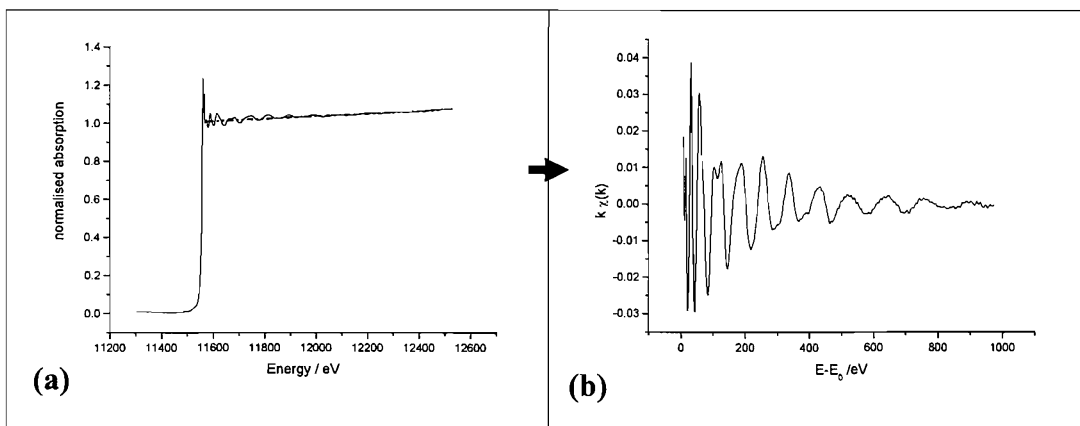 1.4
1.2
1.0
0.8
0.6
0.4
0.2
0.0
normalised absorption
11200 11400 11600 11800 12000 12200 12400 12600
Energy / eV
(a)
0.04
0.03
0.02
0.01
0.00
-0.01
-0.02
-0.03
k χ(k)
0 200 400 600 800 1000
E-E₀ /eV
(b)